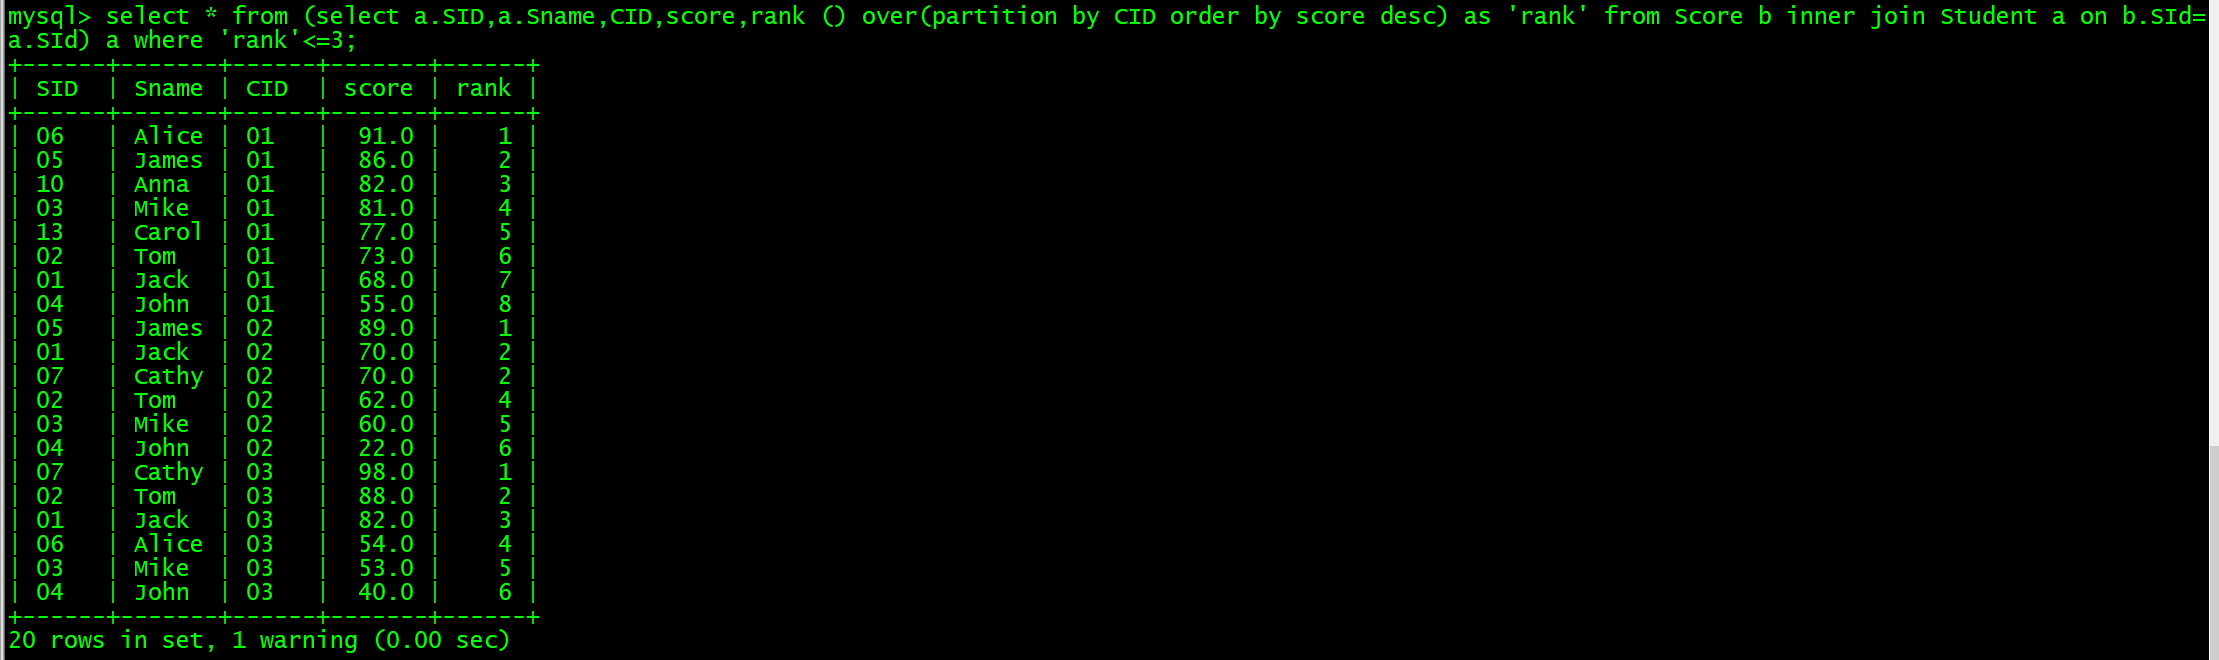 mysql> select * from (select a.SID,a.Sname,CID,score,rank () over(partition by CID order by score desc) as 'rank' from Score b inner join Student a on b.SId=
a.SId) a where 'rank'<=3;
+-------+-------+------+-------+------+
| SID   | Sname | CID  | score | rank |
+-------+-------+------+-------+------+
| 06   | Alice | 01   |  91.0 |    1 |
| 05   | James | 01   |  86.0 |    2 |
| 10   | Anna  | 01   |  82.0 |    3 |
| 03   | Mike  | 01   |  81.0 |    4 |
| 13   | Carol | 01   |  77.0 |    5 |
| 02   | Tom   | 01   |  73.0 |    6 |
| 01   | Jack  | 01   |  68.0 |    7 |
| 04   | John  | 01   |  55.0 |    8 |
| 05   | James | 02   |  89.0 |    1 |
| 01   | Jack  | 02   |  70.0 |    2 |
| 07   | Cathy | 02   |  70.0 |    2 |
| 02   | Tom   | 02   |  62.0 |    4 |
| 03   | Mike  | 02   |  60.0 |    5 |
| 04   | John  | 02   |  22.0 |    6 |
| 07   | Cathy | 03   |  98.0 |    1 |
| 02   | Tom   | 03   |  88.0 |    2 |
| 01   | Jack  | 03   |  82.0 |    3 |
| 06   | Alice | 03   |  54.0 |    4 |
| 03   | Mike  | 03   |  53.0 |    5 |
| 04   | John  | 03   |  40.0 |    6 |
+-------+-------+------+-------+------+
20 rows in set, 1 warning (0.00 sec)